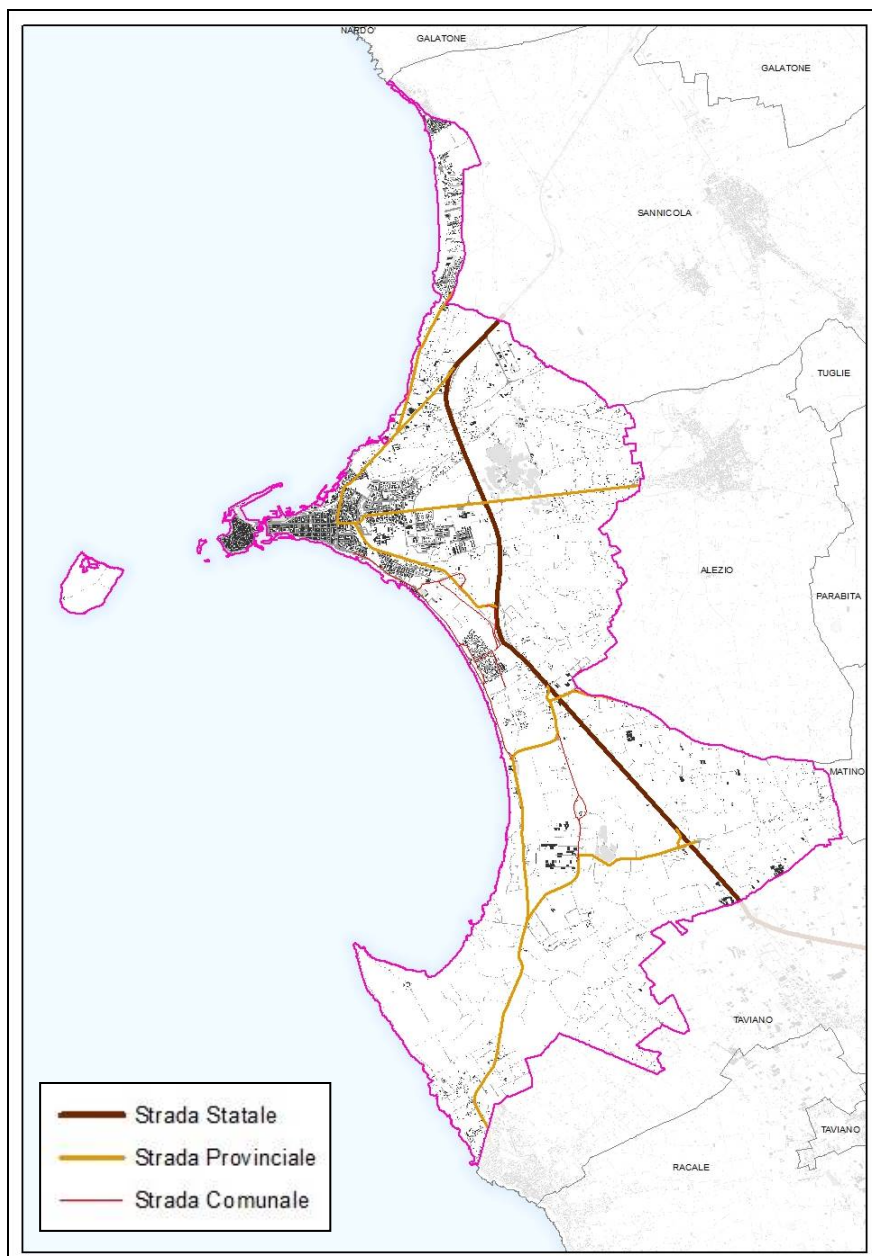 NARDO'
GALATONE
GALATONE
SANNICOLA
TUGLIE
ALEZIO
PARABITA
MATINO
TAVIANO
TAVIANO
RACALE
Strada Statale
Strada Provinciale
Strada Comunale